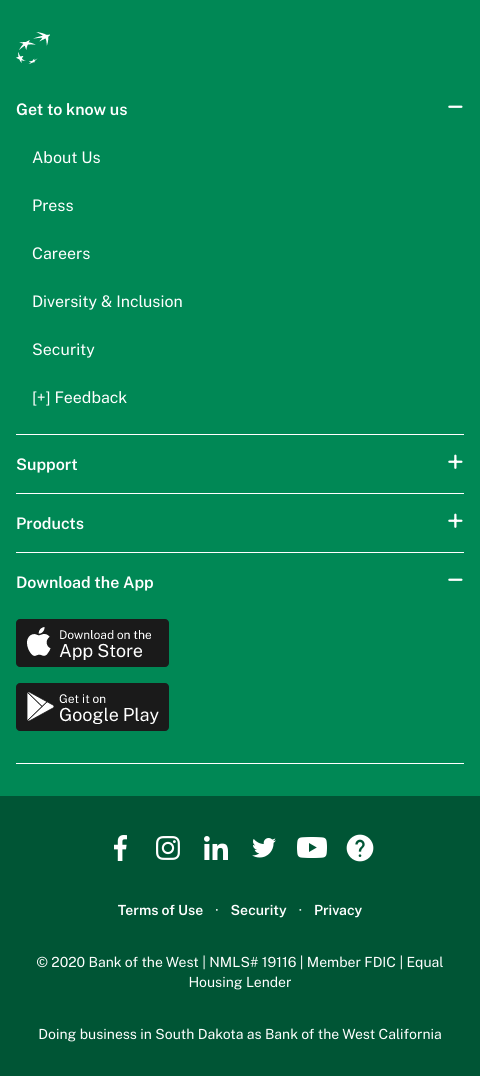 Get to know us
About Us
Press
Careers
Diversity & Inclusion
Security
[+] Feedback
Support
Products
Download the App
Download on the
App Store
Get it on
Google Play
Terms of Use · Security · Privacy
© 2020 Bank of the West | NMLS# 19116 | Member FDIC | Equal
Housing Lender
Doing business in South Dakota as Bank of the West California